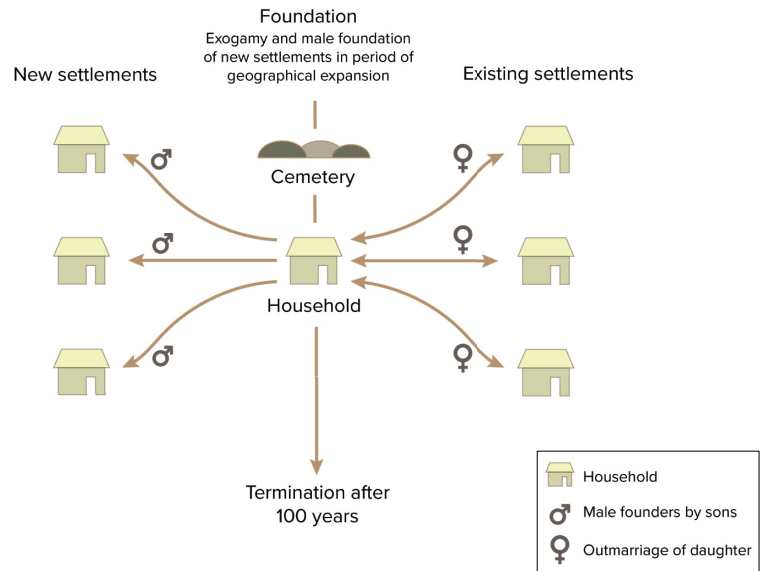 Foundation
Exogamy and male foundation
of new settlements in period of
geographical expansion
New settlements
Existing settlements
Cemetery
Household
Termination after
100 years
Household
Male founders by sons
Outmarriage of daughter